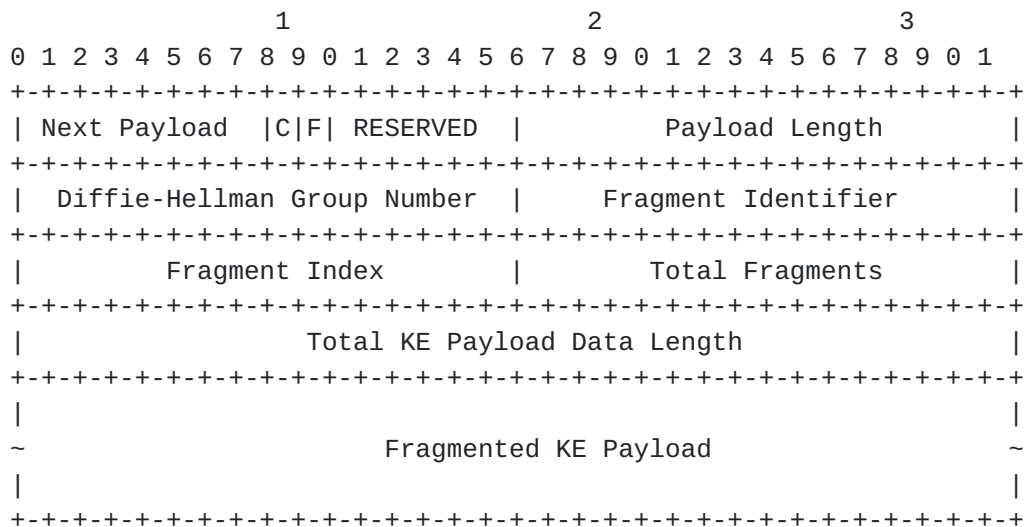 1                   2                   3
 0 1 2 3 4 5 6 7 8 9 0 1 2 3 4 5 6 7 8 9 0 1 2 3 4 5 6 7 8 9 0 1
+-+-+-+-+-+-+-+-+-+-+-+-+-+-+-+-+-+-+-+-+-+-+-+-+-+-+-+-+-+-+-+-+
| Next Payload  |C|F| RESERVED  |         Payload Length        |
+-+-+-+-+-+-+-+-+-+-+-+-+-+-+-+-+-+-+-+-+-+-+-+-+-+-+-+-+-+-+-+-+
|  Diffie-Hellman Group Number  |     Fragment Identifier       |
+-+-+-+-+-+-+-+-+-+-+-+-+-+-+-+-+-+-+-+-+-+-+-+-+-+-+-+-+-+-+-+-+
|         Fragment Index        |        Total Fragments        |
+-+-+-+-+-+-+-+-+-+-+-+-+-+-+-+-+-+-+-+-+-+-+-+-+-+-+-+-+-+-+-+-+
|                  Total KE Payload Data Length                 |
+-+-+-+-+-+-+-+-+-+-+-+-+-+-+-+-+-+-+-+-+-+-+-+-+-+-+-+-+-+-+-+-+
|                                                               |
~                       Fragmented KE Payload                   ~
|                                                               |
+-+-+-+-+-+-+-+-+-+-+-+-+-+-+-+-+-+-+-+-+-+-+-+-+-+-+-+-+-+-+-+-+